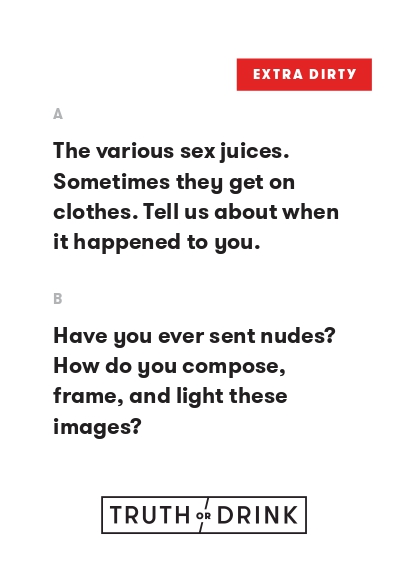 EXTRA DIRTY
A
The various sex juices.
Sometimes they get on
clothes. Tell us about when
it happened to you.
B
Have you ever sent nudes?
How do you compose,
frame, and light these
images?
TRUTH OR DRINK